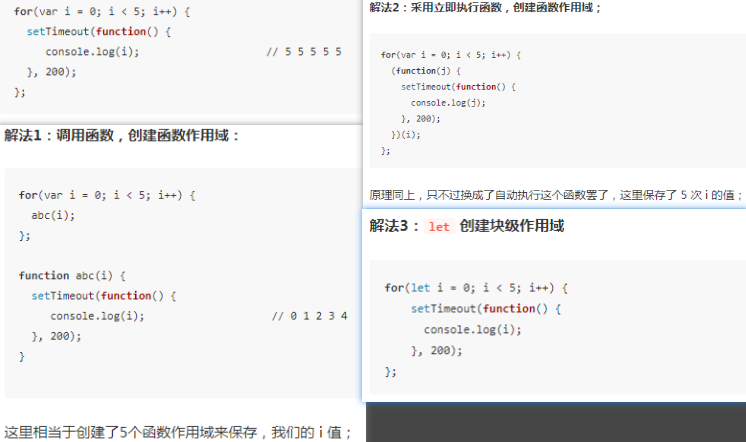 for(var i = 0; i < 5; i++) {
setTimeout(function() {
console.log(i); // 5 5 5 5 5
}, 200);
};
解法1：调用函数，创建函数作用域：
for(var i = 0; i < 5; i++) {
abc(i);
};
function abc(i) {
setTimeout(function() {
console.log(i); // 0 1 2 3 4
}, 200);
}
这里相当于创建了5个函数作用域来保存，我们的 i 值；
解法2：采用立即执行函数，创建函数作用域；
for(var i = 0; i < 5; i++) {
(function(j) {
setTimeout(function() {
console.log(j);
}, 200);
})(i);
};
原理同上，只不过换成了自动执行这个函数罢了，这里保存了 5 次 i 的值；
解法3： let 创建块级作用域
for(let i = 0; i < 5; i++) {
setTimeout(function() {
console.log(i);
}, 200);
};